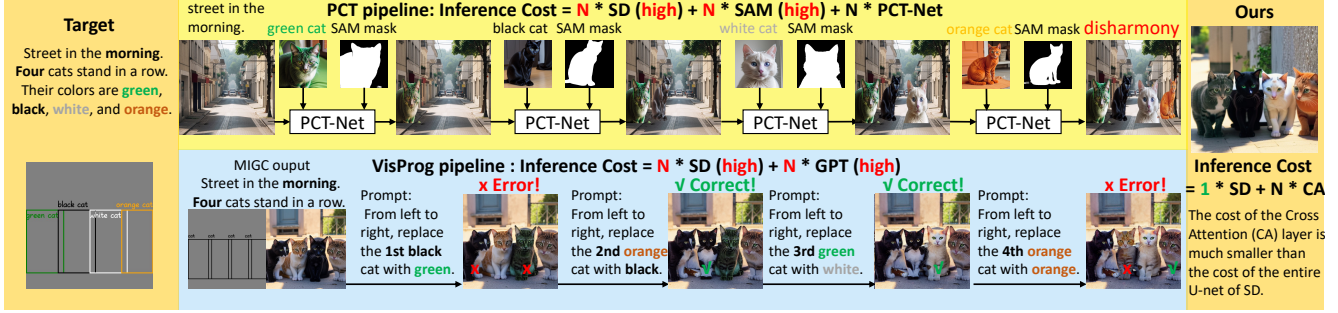 Target
Street in the morning.
Four cats stand in a row.
Their colors are green,
black, white, and orange.
green cat
black cat
white cat
orange cat
PCT pipeline: Inference Cost = N * SD (high) + N * SAM (high) + N * PCT-Net
street in the
morning.
green cat SAM mask
black cat SAM mask
white cat SAM mask
orange cat SAM mask
disharmony
PCT-Net
PCT-Net
PCT-Net
PCT-Net
VisProg pipeline : Inference Cost = N * SD (high) + N * GPT (high)
MIGC ouput
Street in the morning.
Four cats stand in a row.
cat cat cat cat
Prompt:
From left to
right, replace
the 1st black
cat with green.
x Error!
x x
Prompt:
From left to
right, replace
the 2nd orange
cat with black.
√ Correct!
√
Prompt:
From left to
right, replace
the 3rd green
cat with white.
√ Correct!
√
Prompt:
From left to
right, replace
the 4th orange
cat with orange.
x Error!
x √
Ours
Inference Cost
= 1 * SD + N * CA
The cost of the Cross
Attention (CA) layer is
much smaller than
the cost of the entire
U-net of SD.